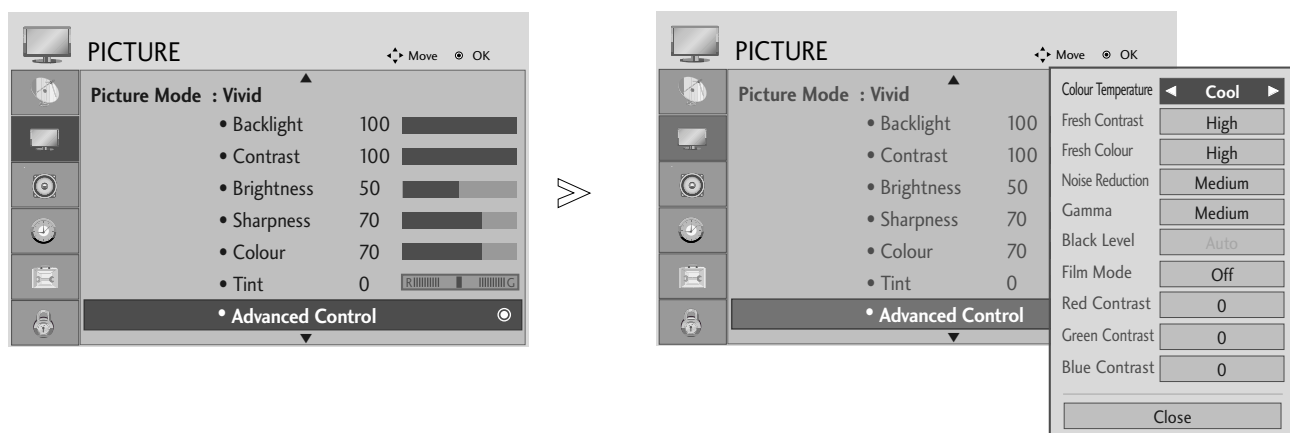 PICTURE
Move OK
Picture Mode : Vivid
• Backlight 100
• Contrast 100
• Brightness 50
• Sharpness 70
• Colour 70
• Tint 0 R G
• Advanced Control
PICTURE
Move OK
Picture Mode : Vivid
• Backlight 100
• Contrast 100
• Brightness 50
• Sharpness 70
• Colour 70
• Tint 0
• Advanced Control
Colour Temperature ◀ Cool ▶
Fresh Contrast High
Fresh Colour High
Noise Reduction Medium
Gamma Medium
Black Level Auto
Film Mode Off
Red Contrast 0
Green Contrast 0
Blue Contrast 0
Close